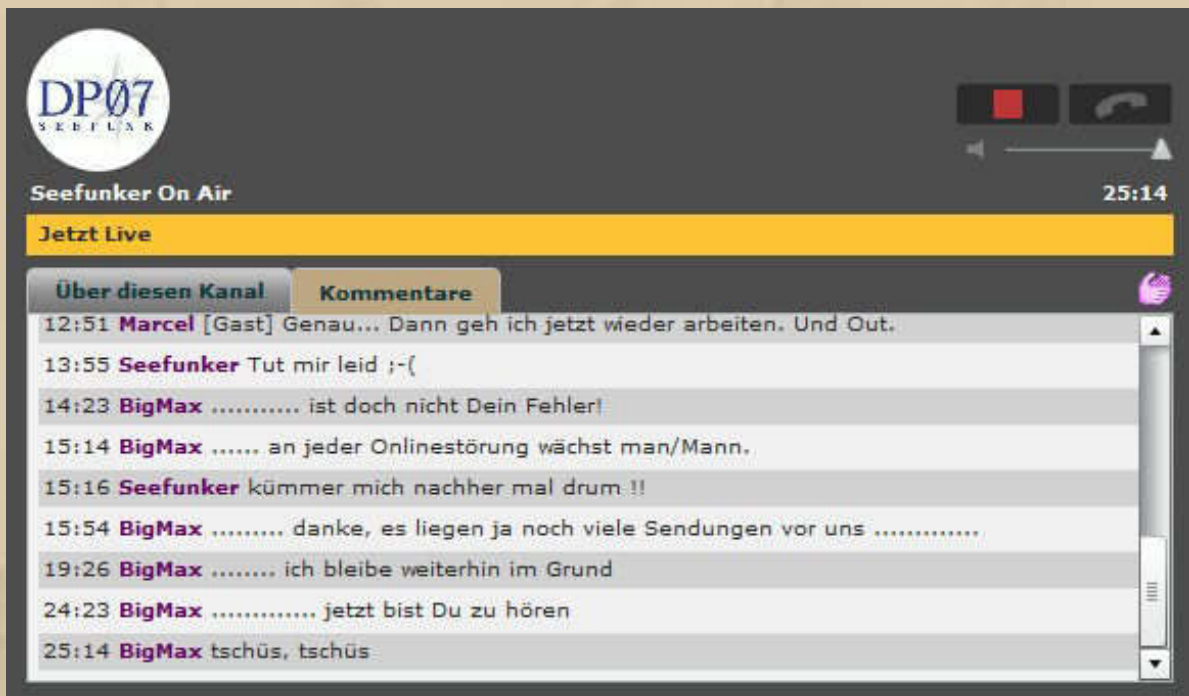 DPØ7
SEEFUNK
Seefunker On Air
25:14
Jetzt Live
Über diesen Kanal
Kommentare
12:51 Marcel [Gast] Genau... Dann geh ich jetzt wieder arbeiten. Und Out.
13:55 Seefunker Tut mir leid ;-(
14:23 BigMax ........... ist doch nicht Dein Fehler!
15:14 BigMax ...... an jeder Onlinestörung wächst man/Mann.
15:16 Seefunker kümmer mich nachher mal drum !!
15:54 BigMax ......... danke, es liegen ja noch viele Sendungen vor uns .............
19:26 BigMax ........ ich bleibe weiterhin im Grund
24:23 BigMax ............. jetzt bist Du zu hören
25:14 BigMax tschüs, tschüs